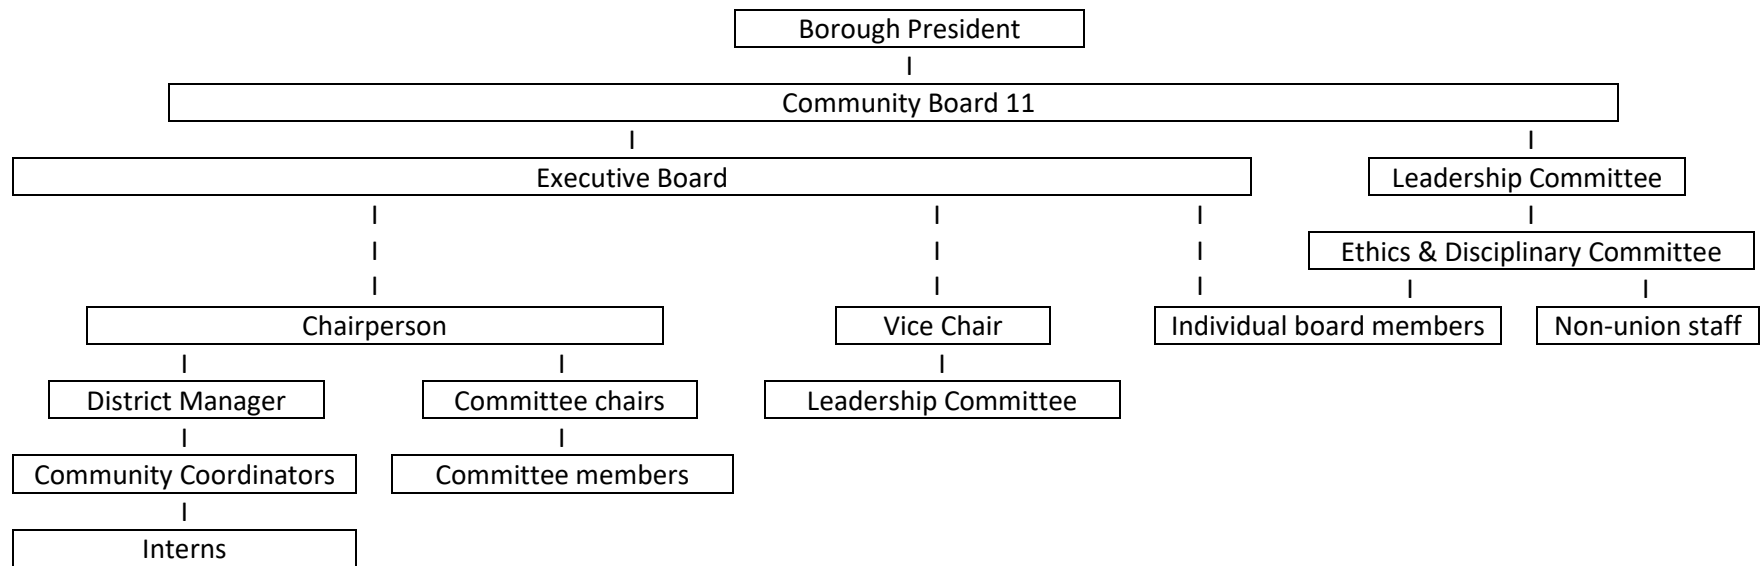 Borough President
Community Board 11
Executive Board
Leadership Committee
Ethics & Disciplinary Committee
Chairperson
Vice Chair
Individual board members
Non-union staff
District Manager
Committee chairs
Leadership Committee
Community Coordinators
Committee members
Interns